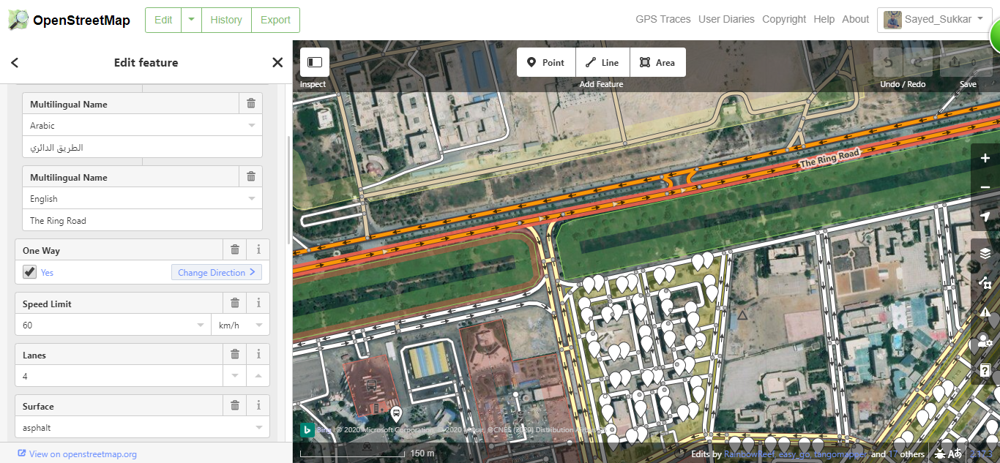 OpenStreetMap
Edit
History
Export
GPS Traces
User Diaries
Copyright
Help
About
Sayed_Sukkar
Edit feature
Multilingual Name
Arabic
الطريق الدائري
Multilingual Name
English
The Ring Road
One Way
Yes
Change Direction
Speed Limit
60
km/h
Lanes
4
Surface
asphalt
View on openstreetmap.org
Inspect
Point
Line
Area
Add Feature
Undo / Redo
Save
The Ring Road
Bing
© 2020 Microsoft Corporation, © 2020 Maxar, ©CNES (2020) Distribution
150 m
Edits by RainbowReef, easy_go, tangomapper and 17 others
2.17.3